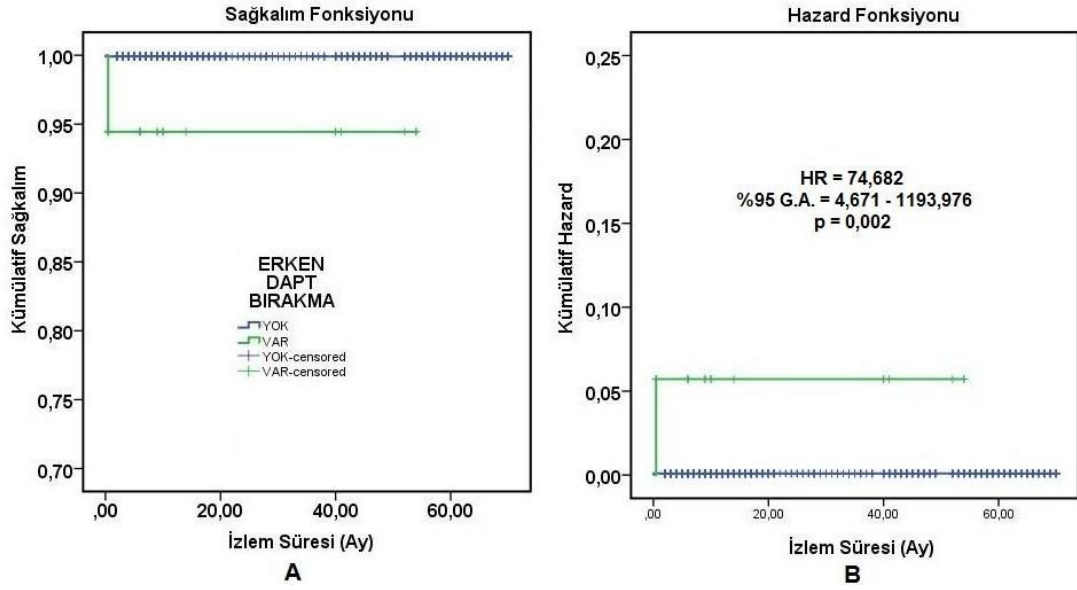 Sağkalım Fonksiyonu
1,00
0,95
0,90
0,85
0,80
0,75
0,70
Kümülatif Sağkalım
ERKEN
DAPT
BIRAKMA
YOK
VAR
YOK-censored
VAR-censored
,00 20,00 40,00 60,00
İzlem Süresi (Ay)
A
Hazard Fonksiyonu
0,25
0,20
0,15
0,10
0,05
0,00
Kümülatif Hazard
HR = 74,682
%95 G.A. = 4,671 - 1193,976
p = 0,002
,00 20,00 40,00 60,00
İzlem Süresi (Ay)
B